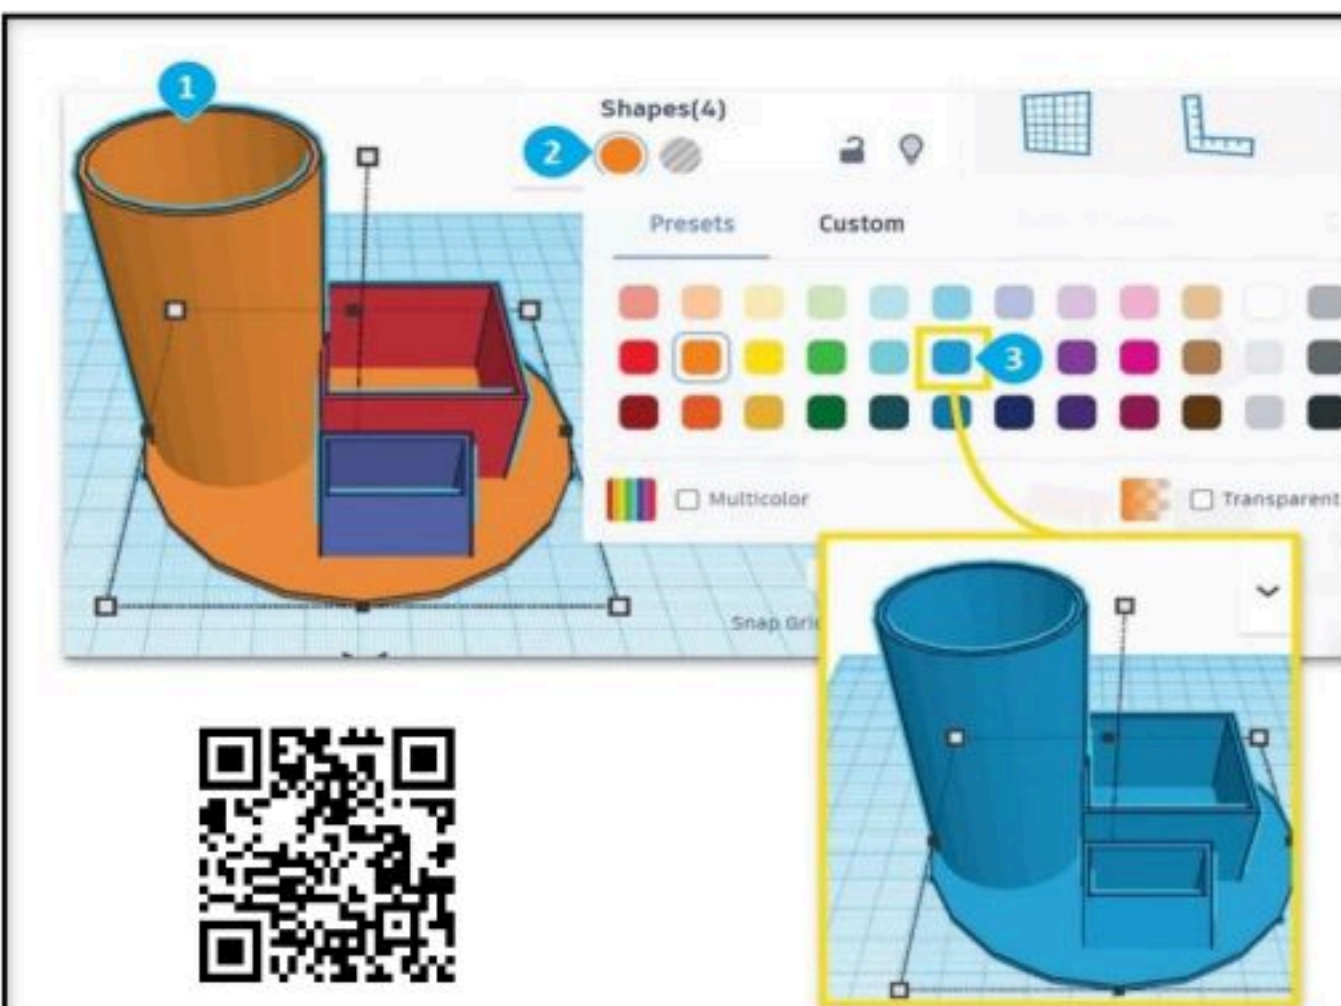 1
Shapes(4)
2
Presets Custom
3
Multicolor
Transparent
Snap Gri